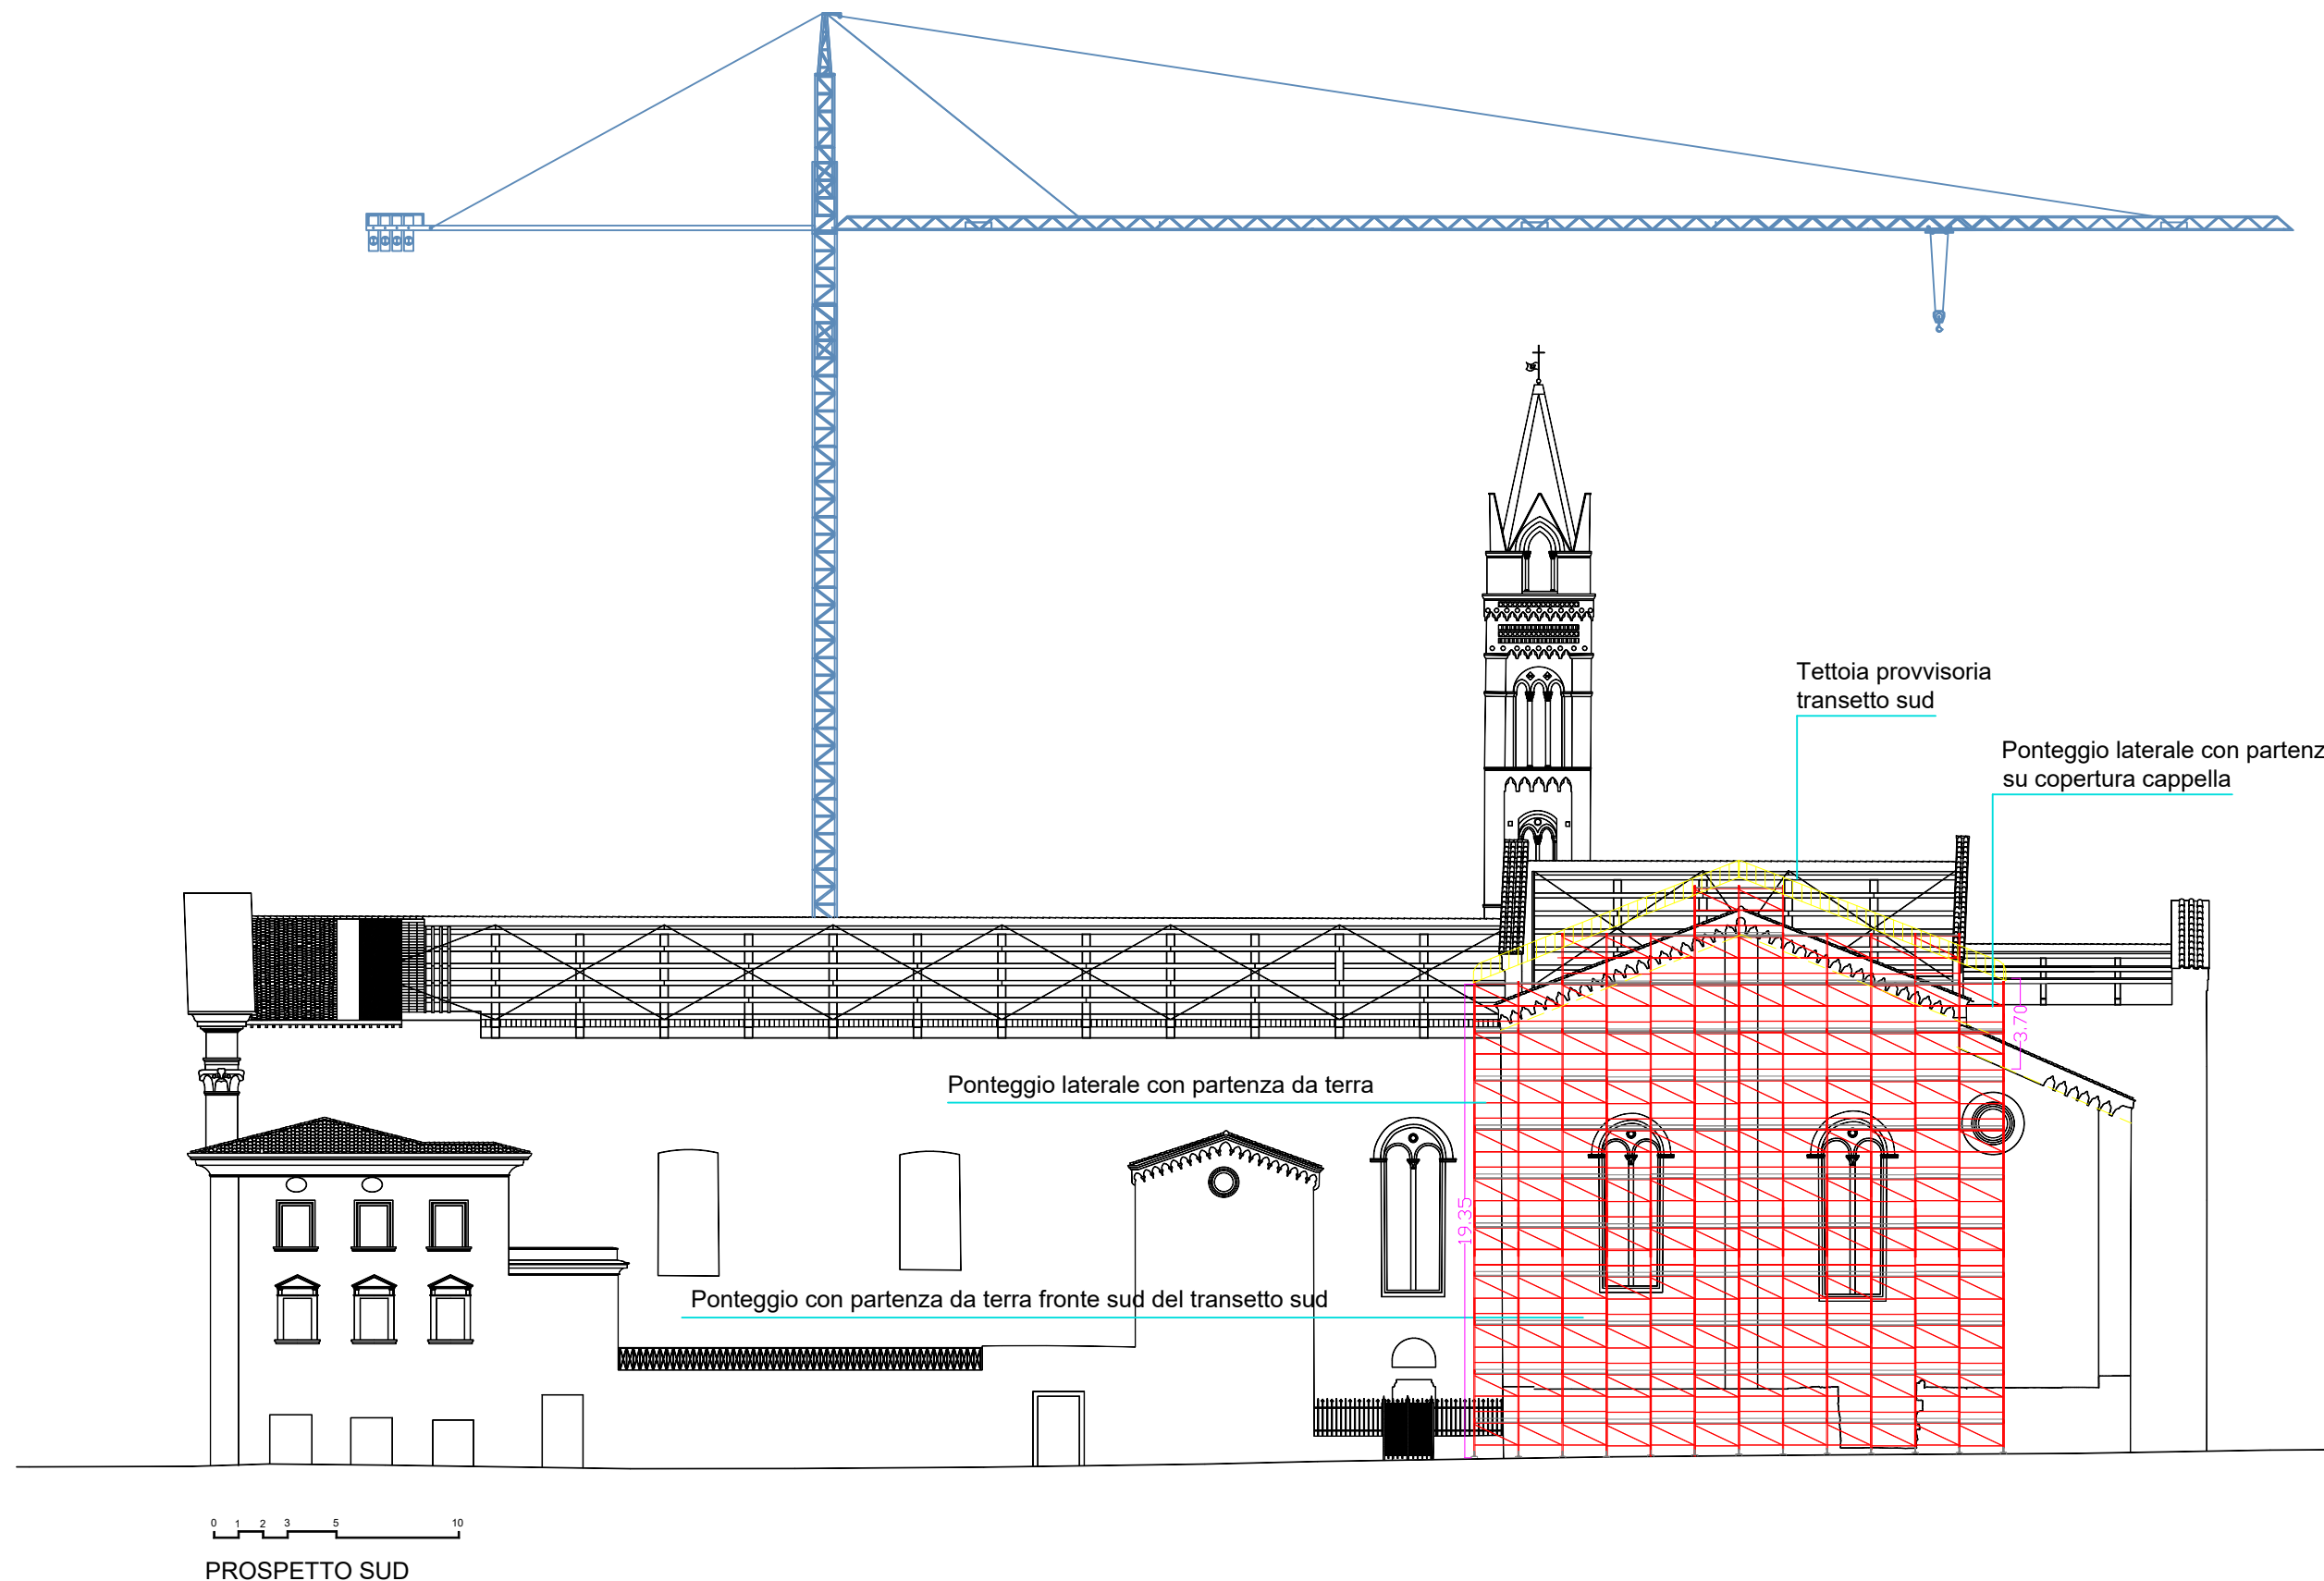 Tettoia provvisoria
transetto sud
Ponteggio laterale con partenz
su copertura cappella
3.70
Ponteggio laterale con partenza da terra
19.35
Ponteggio con partenza da terra fronte sud del transetto sud
0 1 2 3 5 10
PROSPETTO SUD